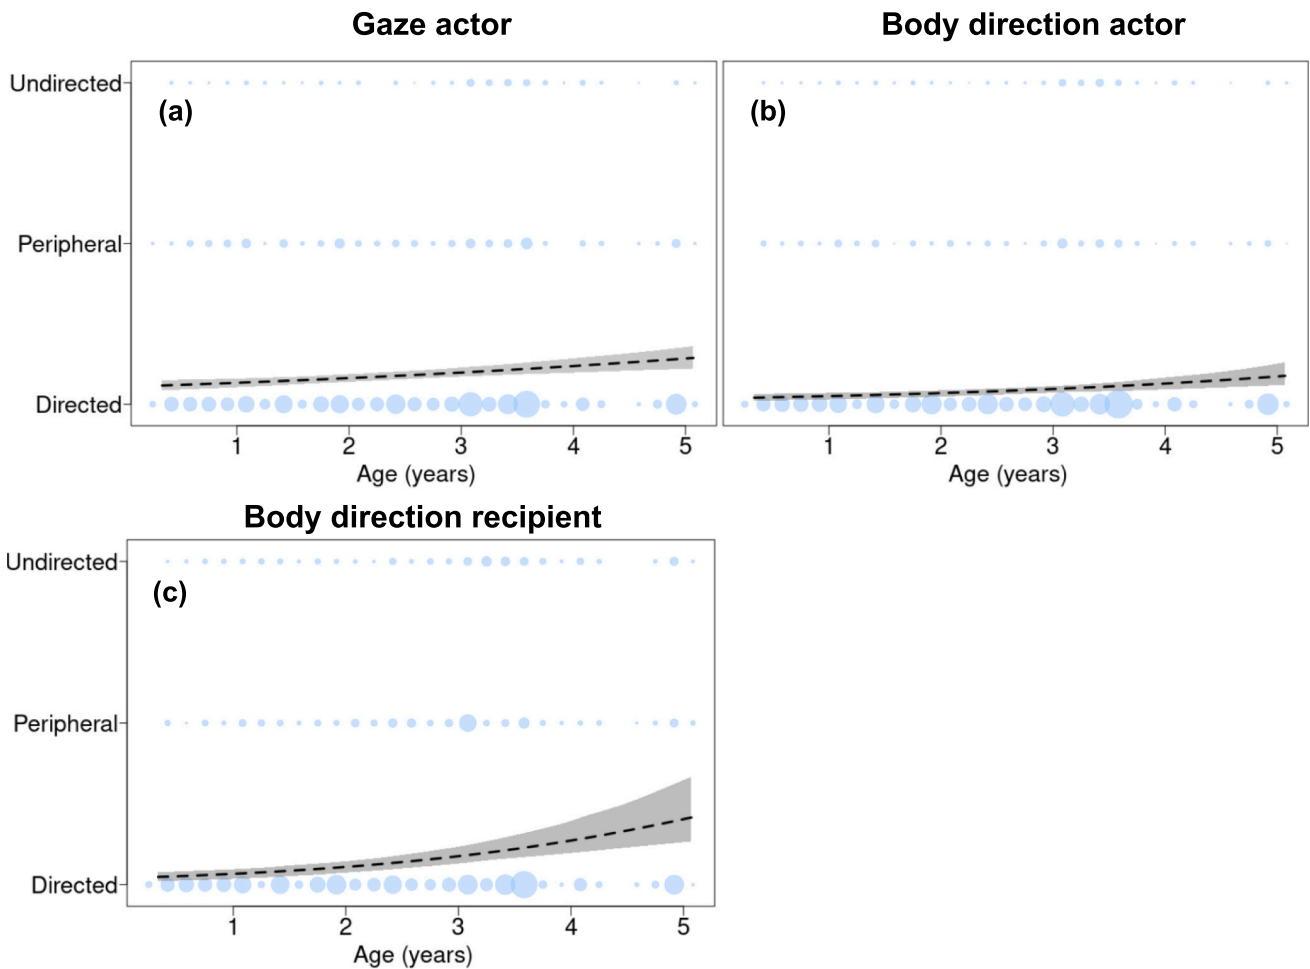 Gaze actor
Body direction actor
Undirected
(a)
(b)
Peripheral
Directed
1 2 3 4 5
1 2 3 4 5
Age (years)
Age (years)
Body direction recipient
Undirected
(c)
Peripheral
Directed
1 2 3 4 5
Age (years)